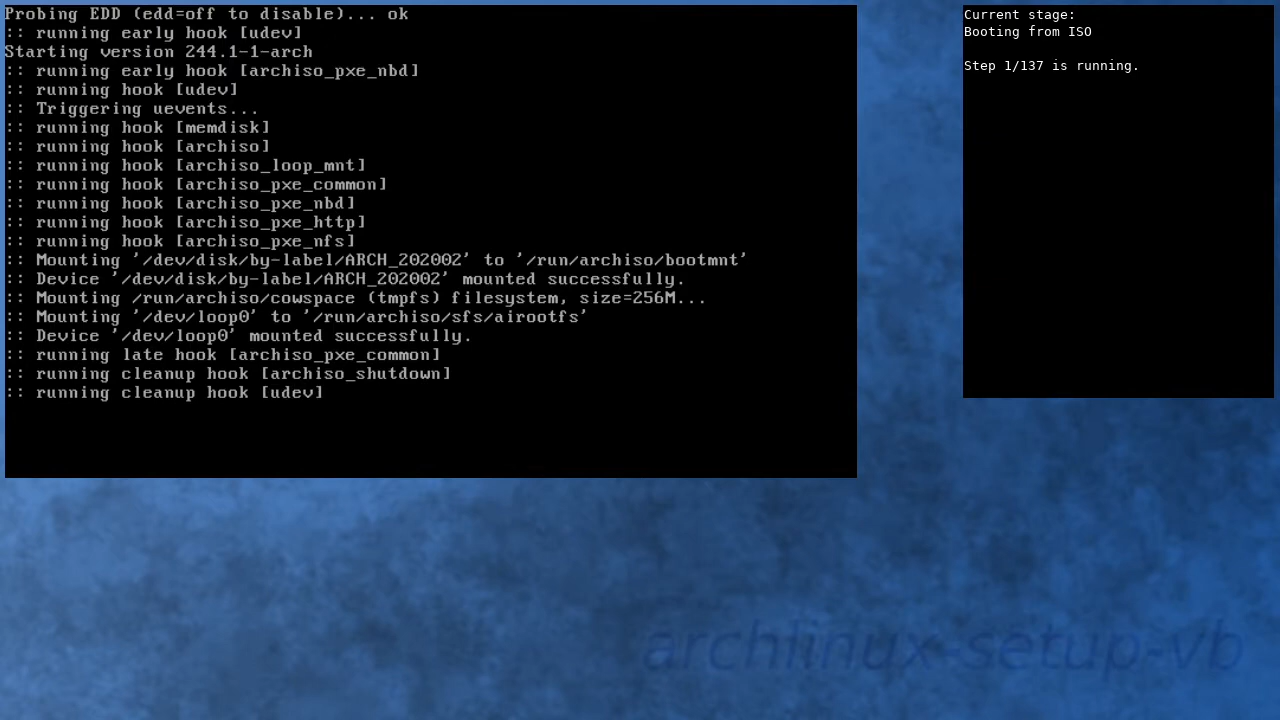 Probing EDD (edd=off to disable)... ok
:: running early hook [udev]
Starting version 244.1-1-arch
:: running early hook [archiso_pxe_nbd]
:: running hook [udev]
:: Triggering uevents...
:: running hook [memdisk]
:: running hook [archiso]
:: running hook [archiso_loop_mnt]
:: running hook [archiso_pxe_common]
:: running hook [archiso_pxe_nbd]
:: running hook [archiso_pxe_http]
:: running hook [archiso_pxe_nfs]
:: Mounting '/dev/disk/by-label/ARCH_202002' to '/run/archiso/bootmnt'
:: Device '/dev/disk/by-label/ARCH_202002' mounted successfully.
:: Mounting /run/archiso/cowspace (tmpfs) filesystem, size=256M...
:: Mounting '/dev/loop0' to '/run/archiso/sfs/airootfs'
:: Device '/dev/loop0' mounted successfully.
:: running late hook [archiso_pxe_common]
:: running cleanup hook [archiso_shutdown]
:: running cleanup hook [udev]
Current stage:
Booting from ISO
Step 1/137 is running.
archlinux-setup-vb